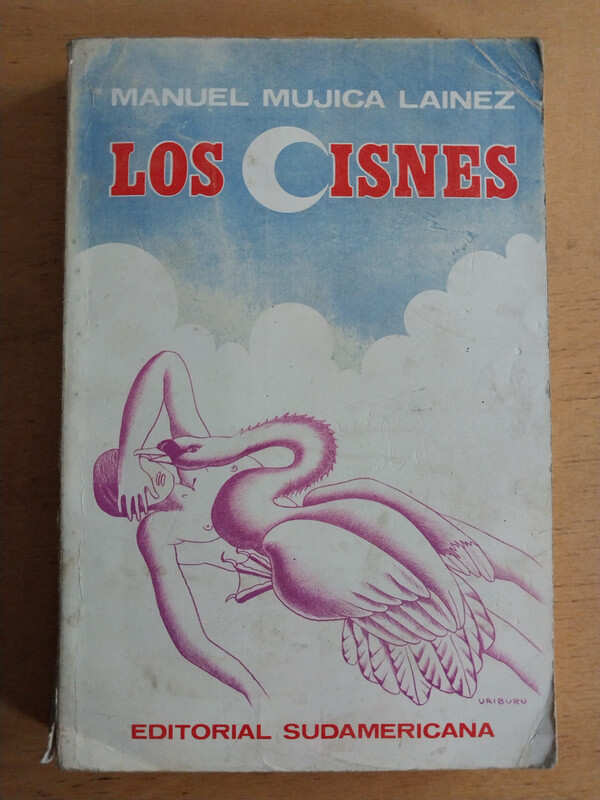 MANUEL MUJICA LAINEZ
LOS CISNES
URIBURU
EDITORIAL SUDAMERICANA